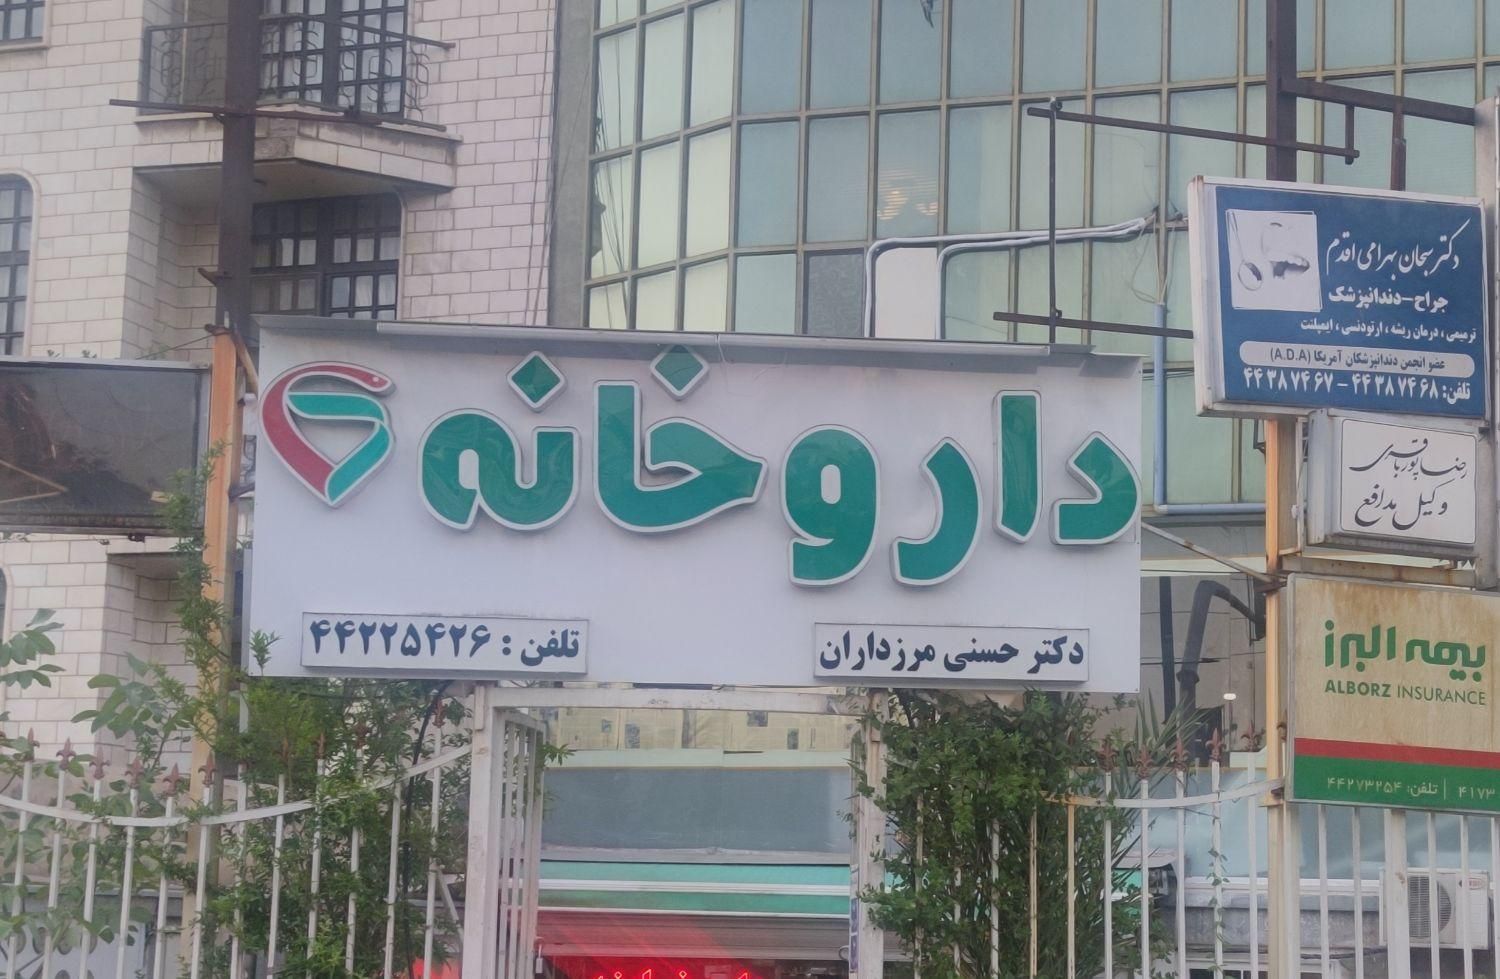 داروخانه
دکتر حسنی مرزداران
تلفن : ۴۴۲۲۵۴۲۶
دکتر سبحان بهرامی اقدم
جراح-دندانپزشک
ترمیمی ، درمان ریشه ، ارتودنسی ، ایمپلنت
عضو انجمن دندانپزشکان آمریکا (A.D.A)
تلفن: ۴۴۳۸۷۴۶۸ - ۴۴۳۸۷۴۶۷
رضا پورباقری
وکیل مدافع
بیمه البرز
ALBORZ INSURANCE
۴۱۷۳ | تلفن: ۴۴۲۷۳۲۵۴